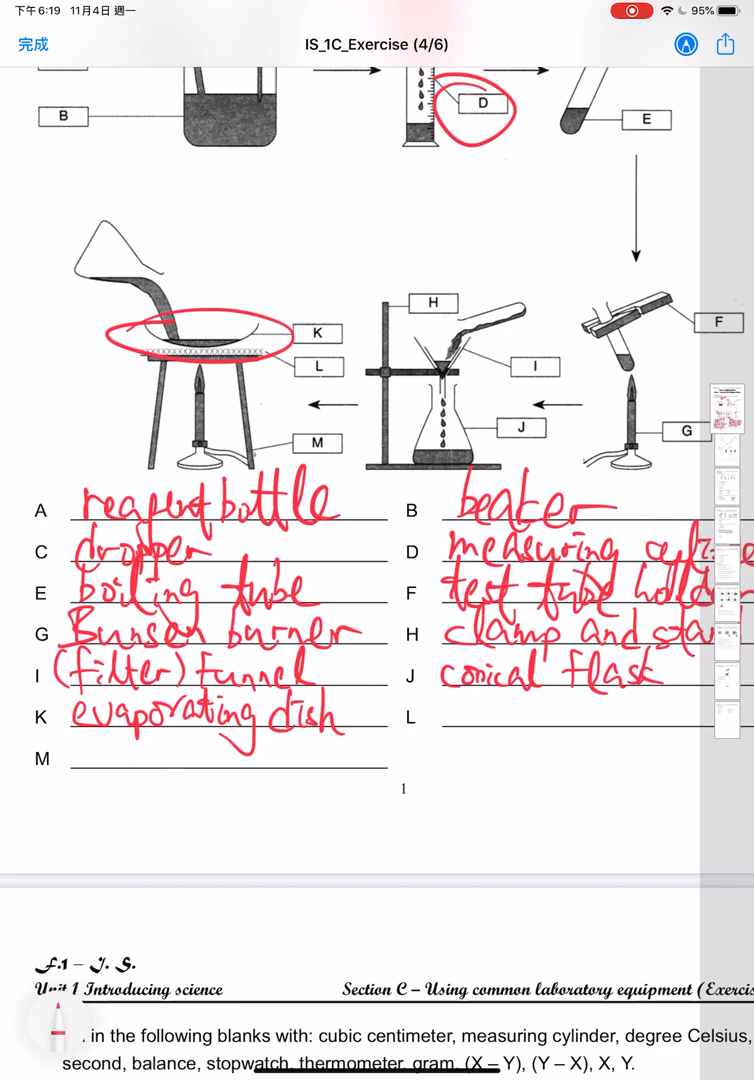 下午6:19 11月4日 週一
95%
完成
IS_1C_Exercise (4/6)
B
D
E
H
F
K
L
I
J
G
M
A reagent bottle B beaker
C dropper D measuring
E boiling tube F test tube holder
G Bunsen burner H clamp and stand
I (filter) funnel J conical flask
K evaporating dish L
M
1
F.1 – I. S.
Unit 1 Introducing science Section C – Using common laboratory equipment (Exercis
in the following blanks with: cubic centimeter, measuring cylinder, degree Celsius,
second, balance, stopwatch, thermometer, gram, (X – Y), (Y – X), X, Y.